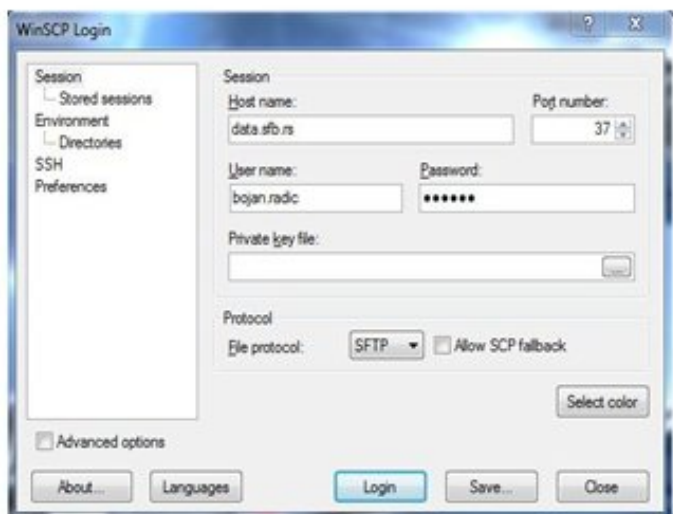 WinSCP Login
Session
Stored sessions
Environment
Directories
SSH
Preferences
Advanced options
Session
Host name:
Port number:
data.sfb.rs
37
User name:
Password:
bojan.radic
••••••
Private key file:
...
Protocol
File protocol:
SFTP
Allow SCP fallback
Select color
About...
Languages
Login
Save...
Close